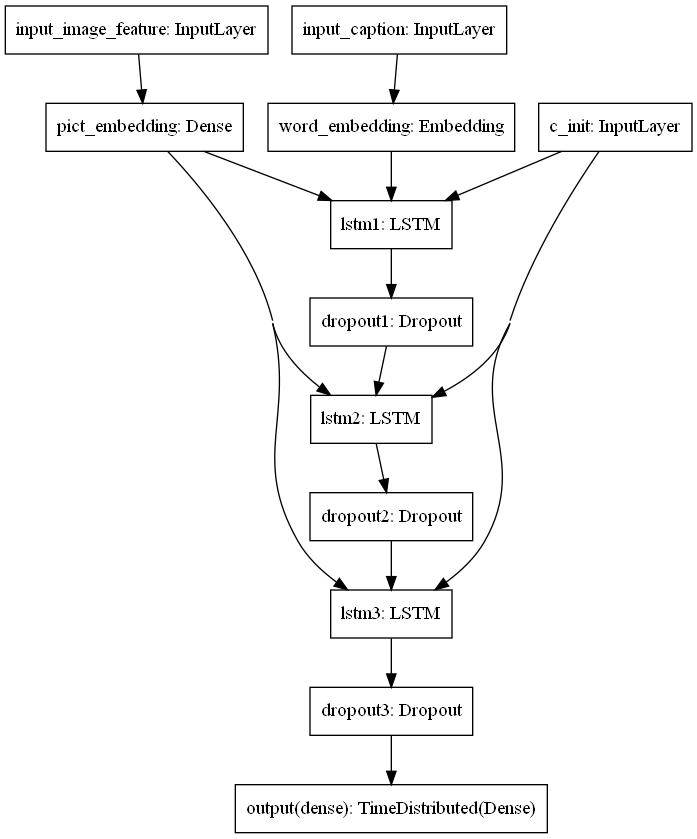 input_image_feature: InputLayer
input_caption: InputLayer
pict_embedding: Dense
word_embedding: Embedding
c_init: InputLayer
lstm1: LSTM
dropout1: Dropout
lstm2: LSTM
dropout2: Dropout
lstm3: LSTM
dropout3: Dropout
output(dense): TimeDistributed(Dense)